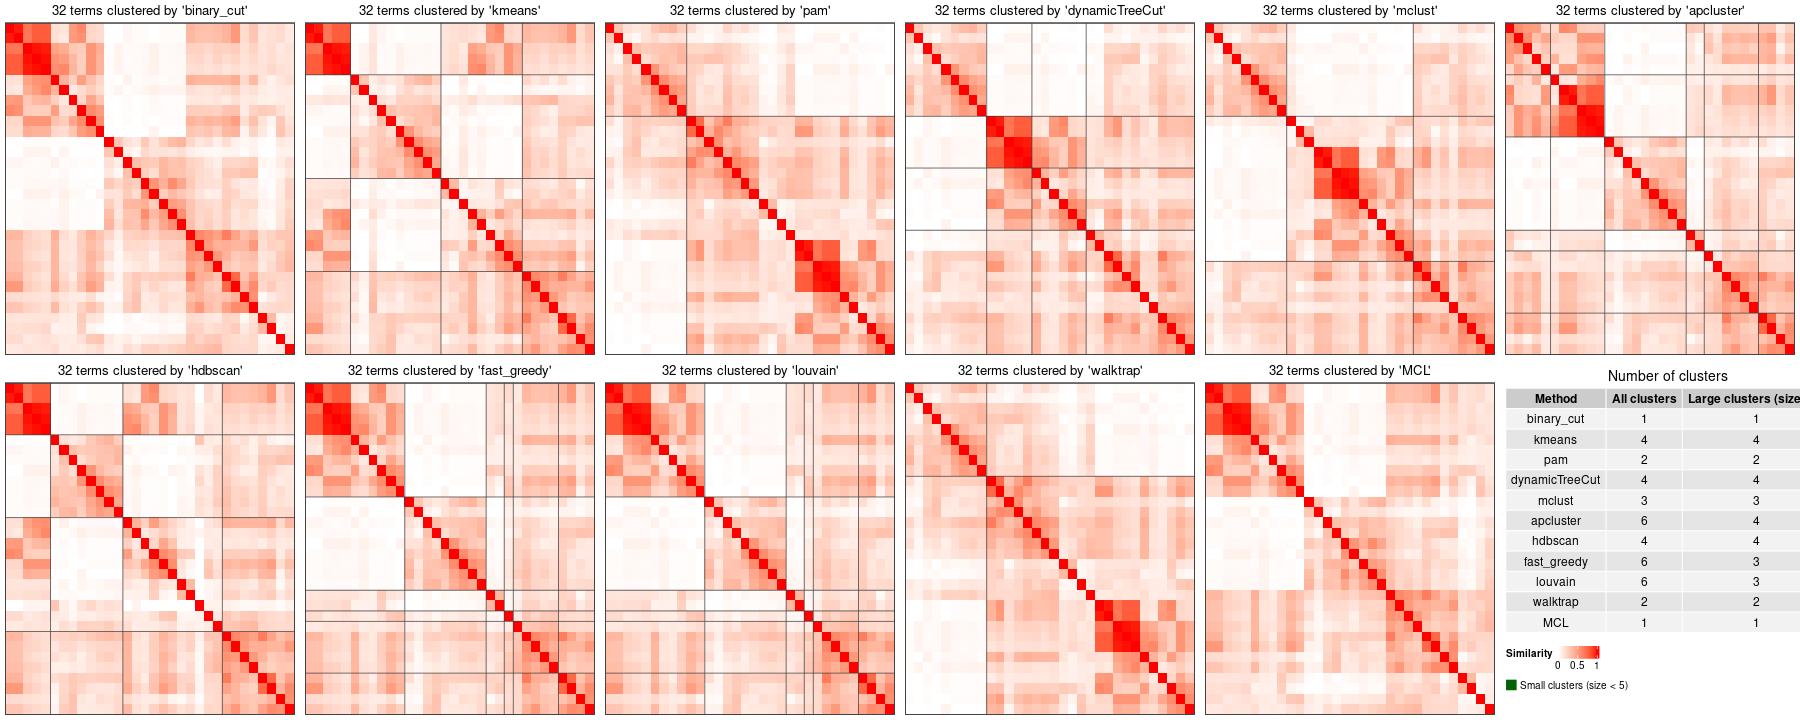 32 terms clustered by 'binary_cut'
32 terms clustered by 'kmeans'
32 terms clustered by 'pam'
32 terms clustered by 'dynamicTreeCut'
32 terms clustered by 'mclust'
32 terms clustered by 'apcluster'
32 terms clustered by 'hdbscan'
32 terms clustered by 'fast_greedy'
32 terms clustered by 'louvain'
32 terms clustered by 'walktrap'
32 terms clustered by 'MCL'
Number of clusters
Method All clusters Large clusters (size
binary_cut 1 1
kmeans 4 4
pam 2 2
dynamicTreeCut 4 4
mclust 3 3
apcluster 6 4
hdbscan 4 4
fast_greedy 6 3
louvain 6 3
walktrap 2 2
MCL 1 1
Similarity
0 0.5 1
Small clusters (size < 5)